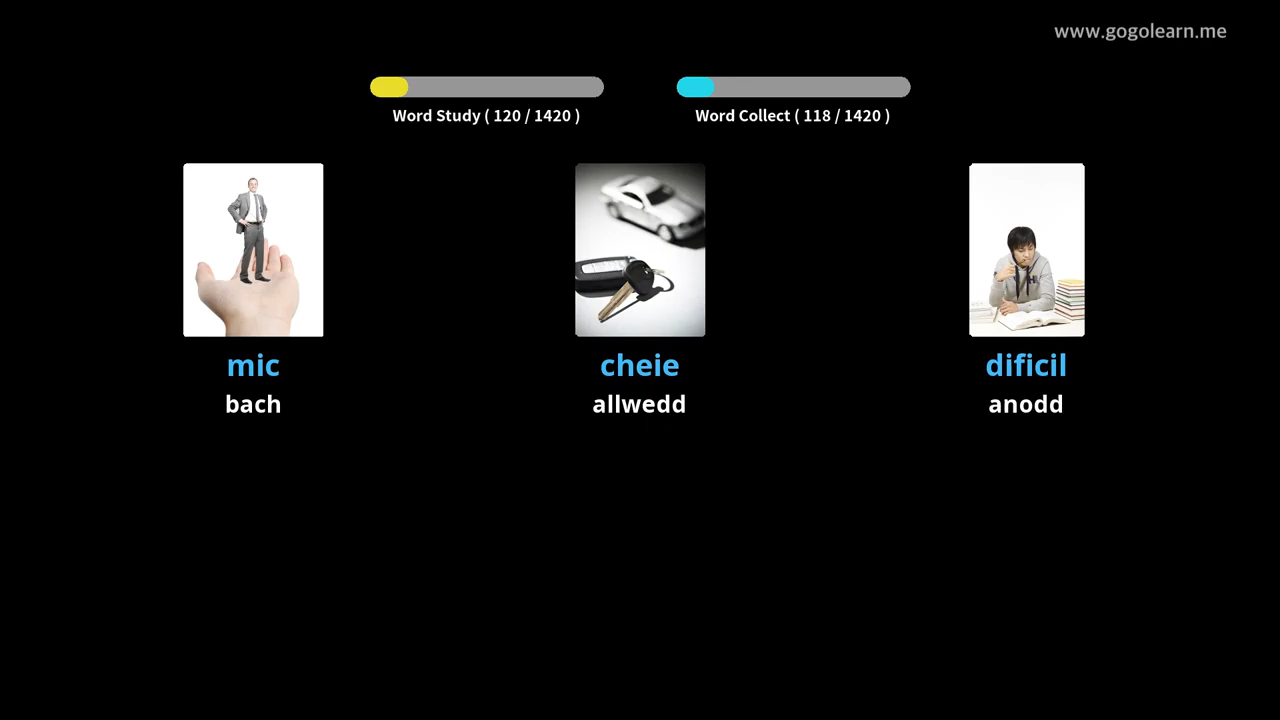 www.gogolearn.me
Word Study ( 120 / 1420 )
Word Collect ( 118 / 1420 )
mic
cheie
dificil
bach
allwedd
anodd